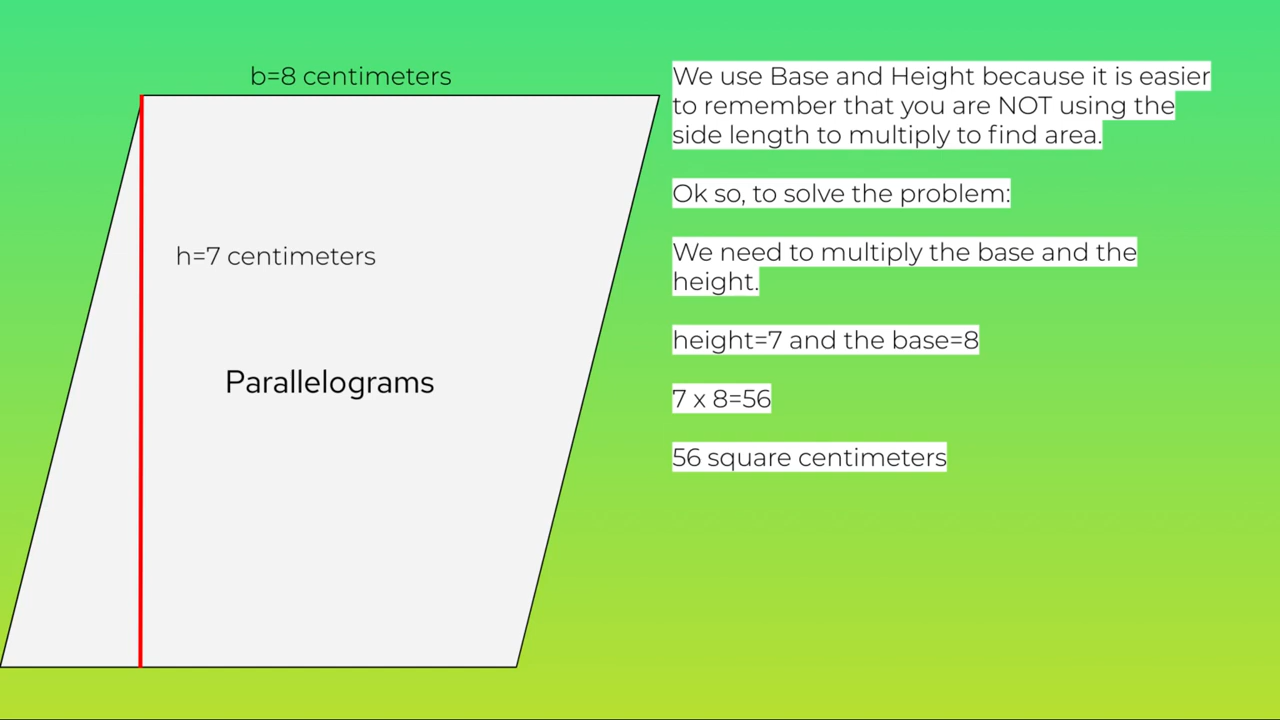 b=8 centimeters
h=7 centimeters
Parallelograms
We use Base and Height because it is easier
to remember that you are NOT using the
side length to multiply to find area.
Ok so, to solve the problem:
We need to multiply the base and the
height.
height=7 and the base=8
7 x 8=56
56 square centimeters